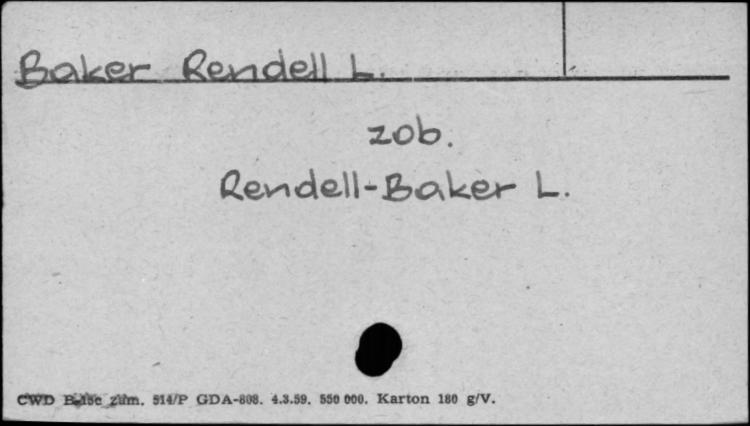 Baker Rendell L.
zob.
Rendell-Baker L.
CWD zam. 514/P GDA-808. 4.3.59. 550 000. Karton 180 g/V.